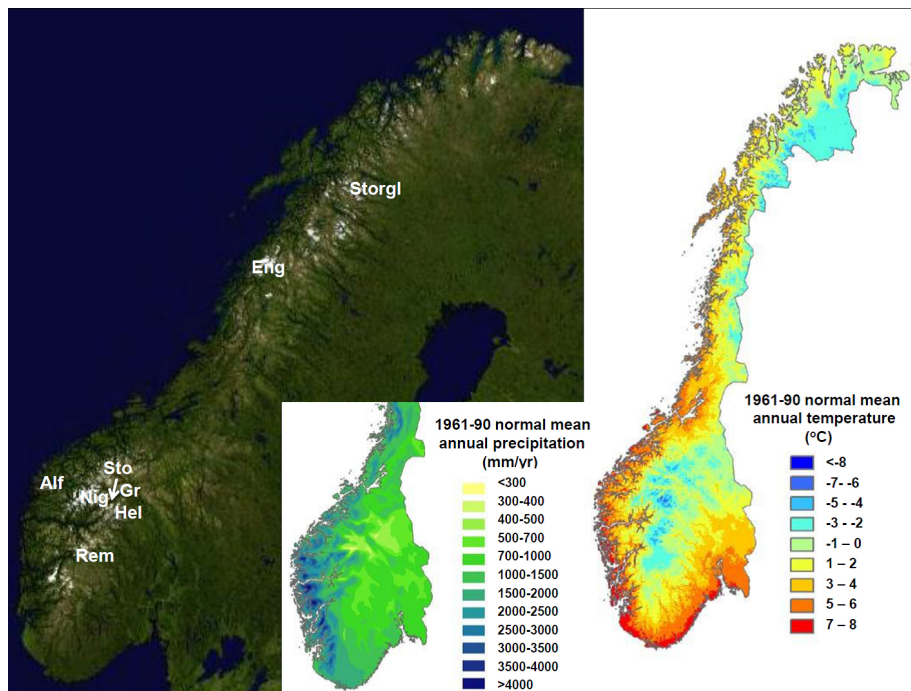 Storgl
Eng
Sto
Alf
Nig
Gr
Hel
Rem
1961-90 normal mean
annual precipitation
(mm/yr)
<300
300-400
400-500
500-700
700-1000
1000-1500
1500-2000
2000-2500
2500-3000
3000-3500
3500-4000
>4000
1961-90 normal mean
annual temperature
(ºC)
<-8
-7- -6
-5 - -4
-3 - -2
-1 – 0
1 – 2
3 – 4
5 – 6
7 – 8